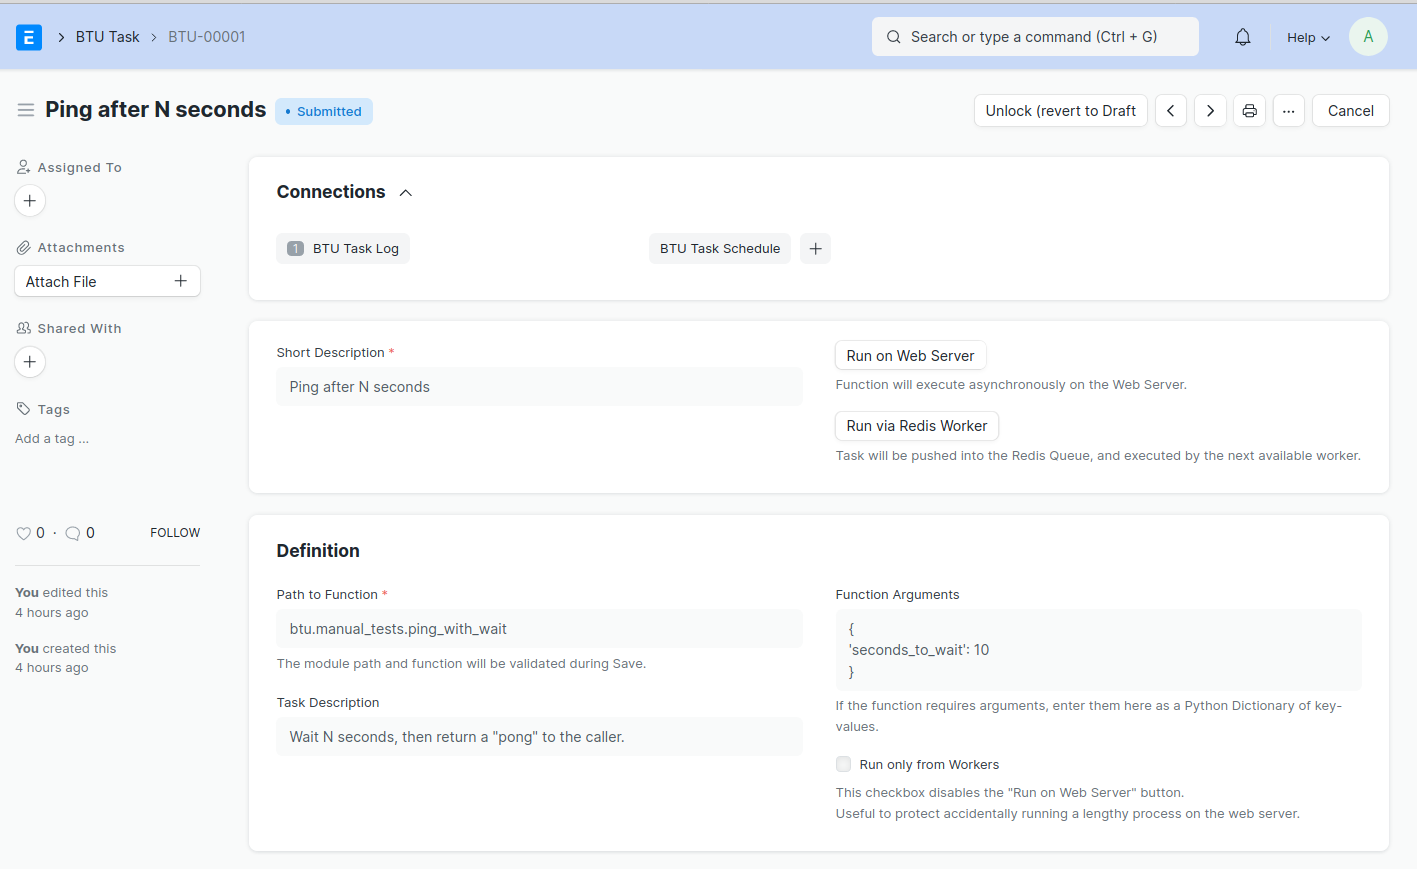 E
BTU Task
BTU-00001
Search or type a command (Ctrl + G)
Help
A
Ping after N seconds
• Submitted
Unlock (revert to Draft
...
Cancel
Assigned To
Attachments
Attach File
Shared With
Tags
Add a tag ...
0 · 0
FOLLOW
You edited this
4 hours ago
You created this
4 hours ago
Connections
1 BTU Task Log
BTU Task Schedule
Short Description *
Ping after N seconds
Run on Web Server
Function will execute asynchronously on the Web Server.
Run via Redis Worker
Task will be pushed into the Redis Queue, and executed by the next available worker.
Definition
Path to Function *
btu.manual_tests.ping_with_wait
The module path and function will be validated during Save.
Task Description
Wait N seconds, then return a "pong" to the caller.
Function Arguments
{
'seconds_to_wait': 10
}
If the function requires arguments, enter them here as a Python Dictionary of key-
values.
Run only from Workers
This checkbox disables the "Run on Web Server" button.
Useful to protect accidentally running a lengthy process on the web server.